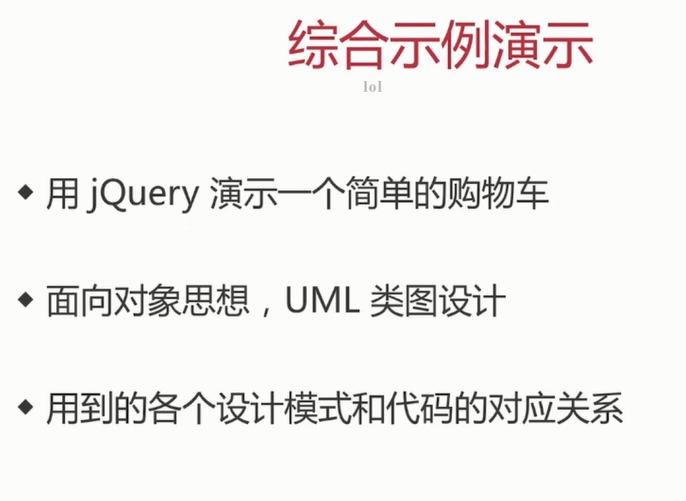 综合示例演示
lol
◆ 用 jQuery 演示一个简单的购物车
◆ 面向对象思想，UML 类图设计
◆ 用到的各个设计模式和代码的对应关系